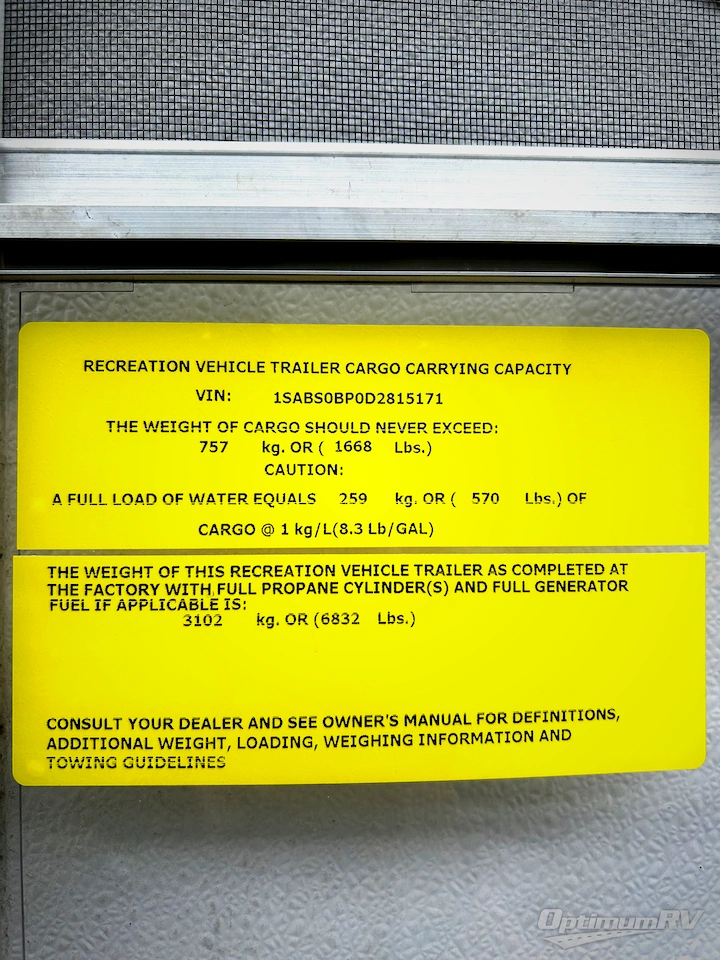 RECREATION VEHICLE TRAILER CARGO CARRYING CAPACITY
VIN: 1SABS0BP0D2815171
THE WEIGHT OF CARGO SHOULD NEVER EXCEED:
757 kg. OR ( 1668 Lbs.)
CAUTION:
A FULL LOAD OF WATER EQUALS 259 kg. OR ( 570 Lbs.) OF
CARGO @ 1 kg/L(8.3 Lb/GAL)
THE WEIGHT OF THIS RECREATION VEHICLE TRAILER AS COMPLETED AT
THE FACTORY WITH FULL PROPANE CYLINDER(S) AND FULL GENERATOR
FUEL IF APPLICABLE IS:
3102 kg. OR (6832 Lbs.)
CONSULT YOUR DEALER AND SEE OWNER'S MANUAL FOR DEFINITIONS,
ADDITIONAL WEIGHT, LOADING, WEIGHING INFORMATION AND
TOWING GUIDELINES
OptimumRV